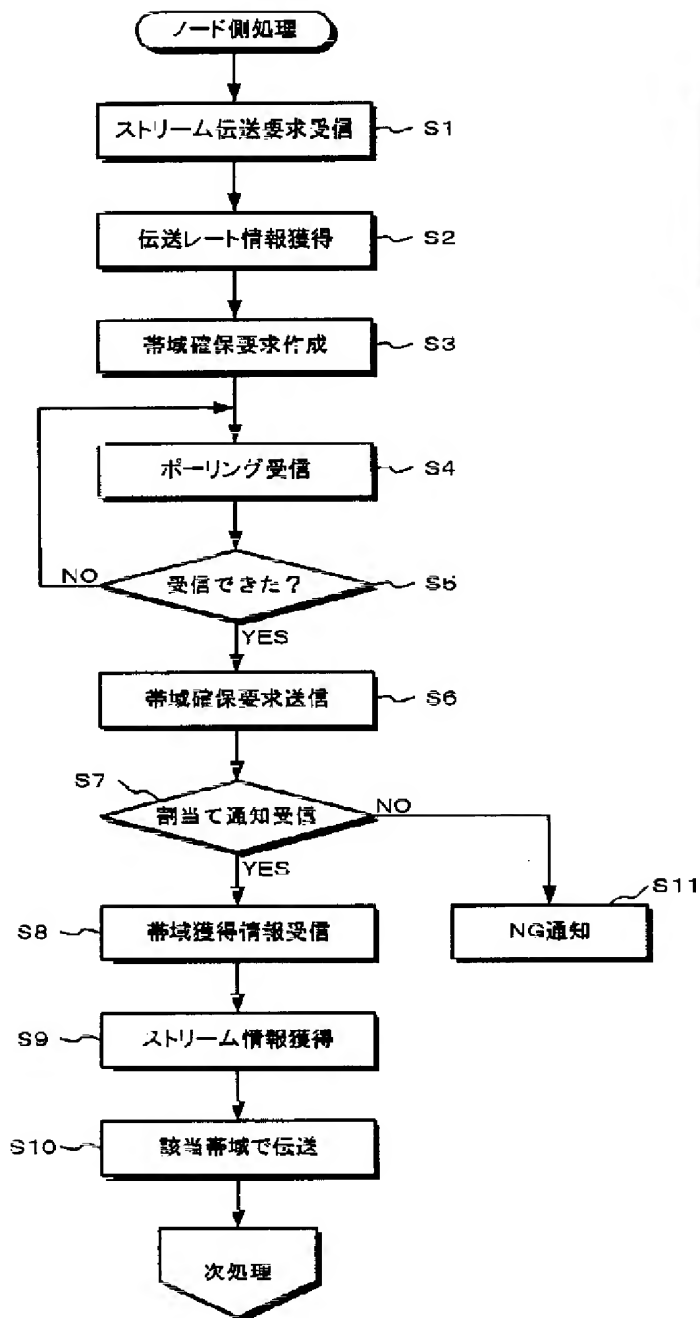 ノード側処理
ストリーム伝送要求受信
S1
伝送レート情報獲得
S2
帯域確保要求作成
S3
ポーリング受信
S4
NO
受信できた?
S5
YES
帯域確保要求送信
S6
S7
割当て通知受信
NO
YES
S11
S8
帯域獲得情報受信
NG通知
S9
ストリーム情報獲得
S10
該当帯域で伝送
次処理